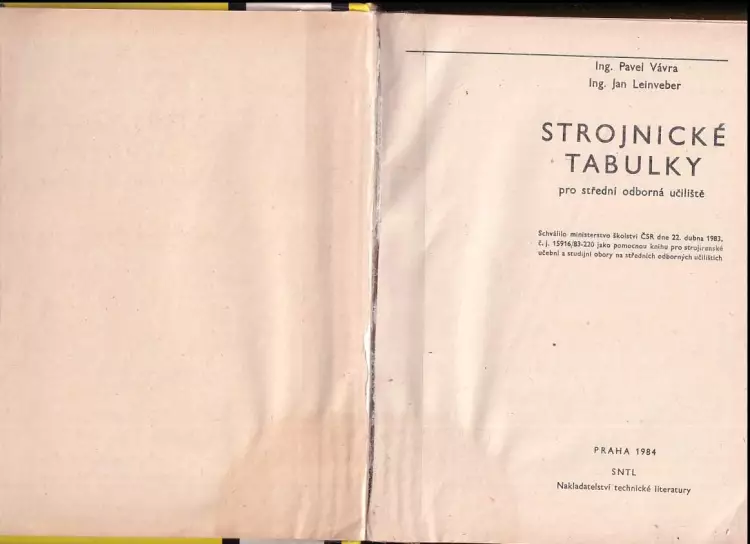 Ing. Pavel Vávra
Ing. Jan Leinveber
STROJNICKÉ
TABULKY
pro střední odborná učiliště
Schválilo ministerstvo školství ČSR dne 22. dubna 1983,
č. j. 15916/83-220 jako pomocnou knihu pro strojírenské
učební a studijní obory na středních odborných učilištích
PRAHA 1984
SNTL
Nakladatelství technické literatury